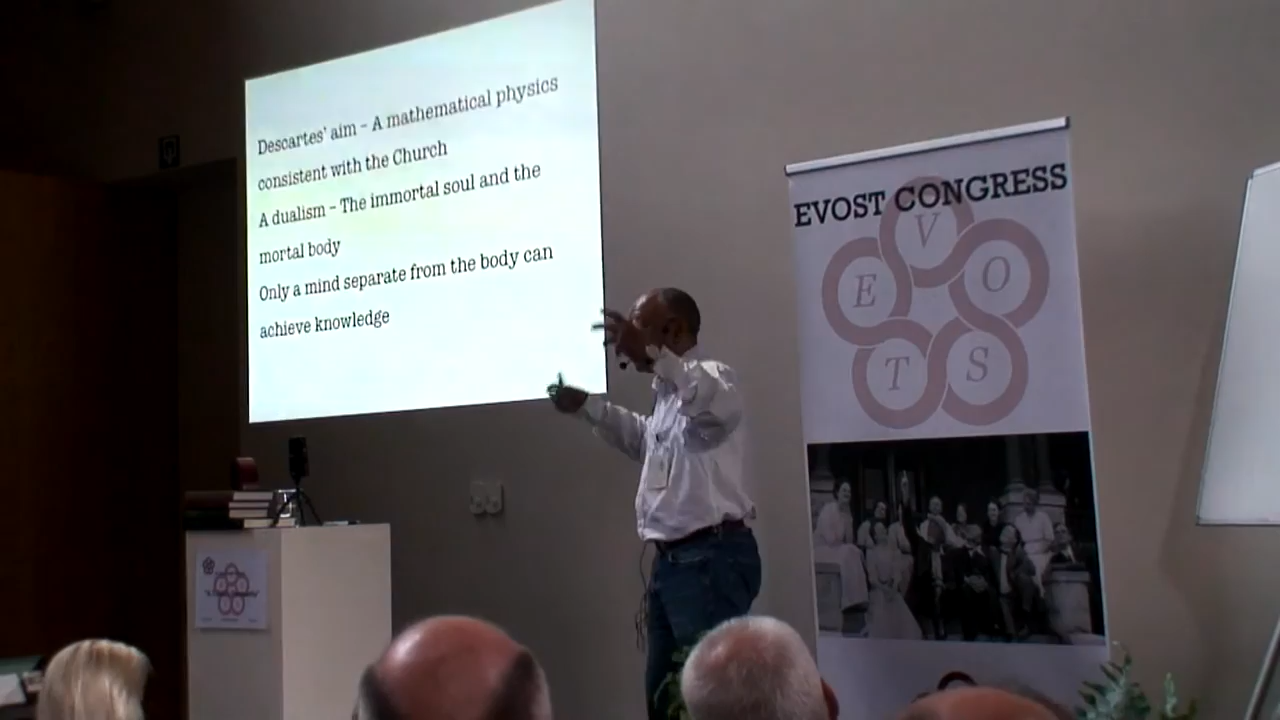 Descartes' aim – A mathematical physics
consistent with the Church
A dualism – The immortal soul and the
mortal body
Only a mind separate from the body can
achieve knowledge
EVOST CONGRESS
V
E
O
T
S